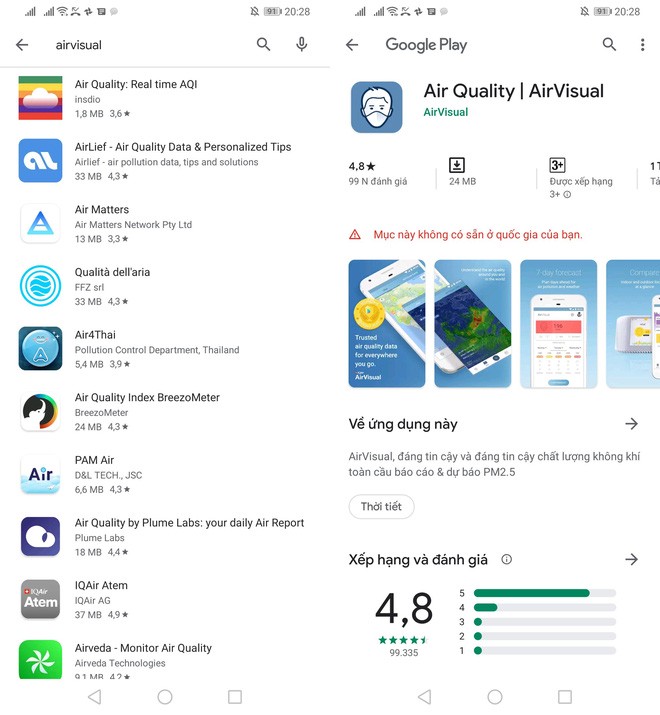 91 20:28
airvisual
Air Quality: Real time AQI
insdio
1,8 MB 3,6★
AirLief - Air Quality Data & Personalized Tips
Airlief - air pollution data, tips and solutions
33 MB 4,3★
Air Matters
Air Matters Network Pty Ltd
13 MB 3,3★
Qualità dell'aria
FFZ srl
33 MB 4,3★
Air4Thai
Pollution Control Department, Thailand
5,4 MB 3,9★
Air Quality Index BreezoMeter
BreezoMeter
24 MB 4,3★
Air
PAM Air
D&L TECH., JSC
6,6 MB 4,3★
Air Quality by Plume Labs: your daily Air Report
Plume Labs
18 MB 4,4★
IQAir
Atem
IQAir Atem
IQAir AG
37 MB 4,9★
Airveda - Monitor Air Quality
Airveda Technologies
9,1 MB 4,2★
91 20:28
Google Play
Air Quality | AirVisual
AirVisual
4,8★
99 N đánh giá
24 MB
3+
Được xếp hạng
3+
1 T
Tả
Mục này không có sẵn ở quốc gia của bạn.
Trusted
air quality data
for everywhere
you go.
AirVisual
7-day forecast
Compare
Về ứng dụng này
AirVisual, đáng tin cậy và đáng tin cậy chất lượng không khí
toàn cầu báo cáo & dự báo PM2.5
Thời tiết
Xếp hạng và đánh giá
4,8
99.335
5
4
3
2
1